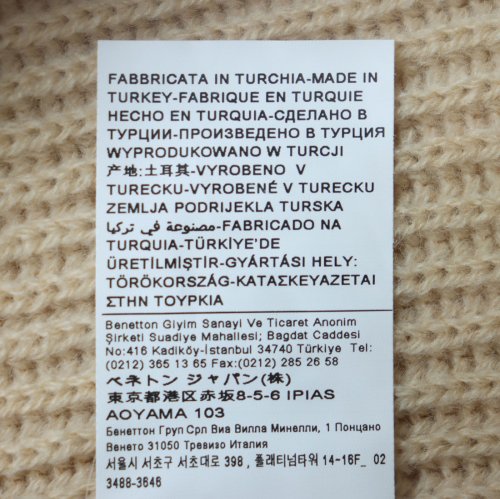 FABBRICATA IN TURCHIA-MADE IN
TURKEY-FABRIQUE EN TURQUIE
HECHO EN TURQUIA-СДЕЛАНО В
ТУРЦИИ-ПРОИЗВЕДЕНО В ТУРЦИЯ
WYPRODUKOWANO W TURCJI
产地:土耳其-VYROBENO V
TURECKU-VYROBENÉ V TURECKU
ZEMLJA PODRIJEKLA TURSKA
مصنوعة في تركيا-FABRICADO NA
TURQUIA-TÜRKİYE'DE
ÜRETİLMİŞTİR-GYÁRTÁSI HELY:
TÖRÖKORSZÁG-ΚΑΤΑΣΚΕΥΑΖΕΤΑΙ
ΣΤΗΝ ΤΟΥΡΚΙΑ
Benetton Giyim Sanayi Ve Ticaret Anonim
Şirketi Suadiye Mahallesi; Bagdat Caddesi
No:416 Kadiköy-İstanbul 34740 Türkiye Tel:
(0212) 365 13 65 Fax:(0212) 285 26 58
ベネトン ジャパン(株)
東京都港区赤坂8-5-6 IPIAS
AOYAMA 103
Бенеттон Груп Срл Виа Вилла Минелли, 1 Понцано
Венето 31050 Тревизо Италия
서울시 서초구 서초대로 398, 플래티넘타워 14-16F_ 02
3488-3646